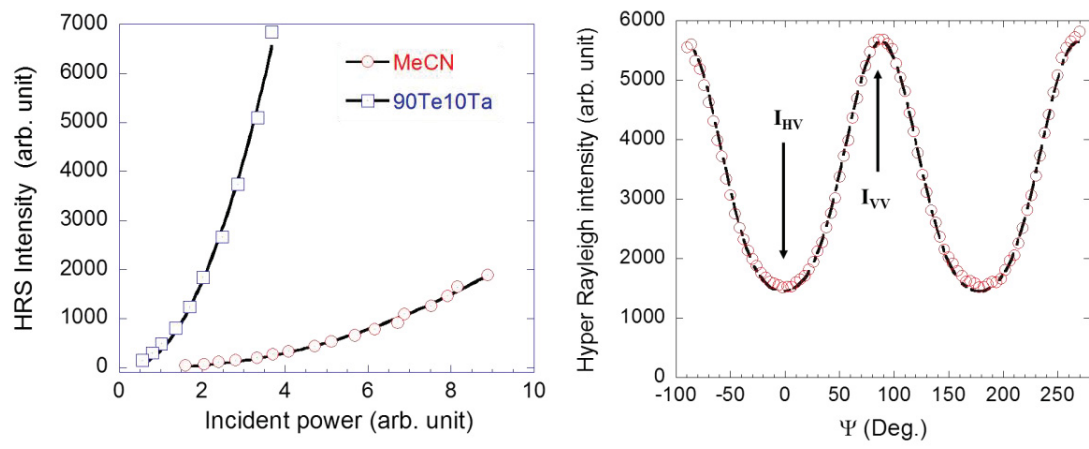 7000
6000
5000
4000
3000
2000
1000
0
HRS Intensity (arb. unit)
MeCN
90Te10Ta
0 2 4 6 8 10
Incident power (arb. unit)
6000
5000
4000
3000
2000
1000
0
Hyper Rayleigh intensity (arb. unit)
I_HV
I_VV
-100 -50 0 50 100 150 200 250
Ψ (Deg.)